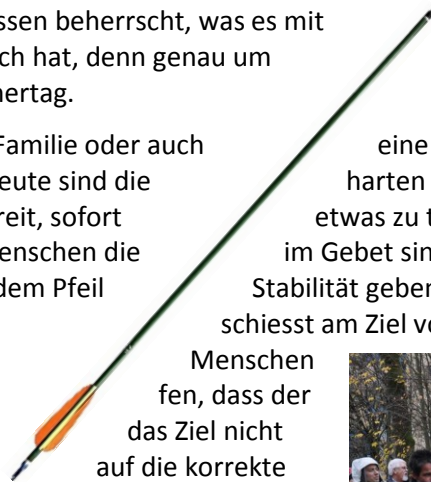 ssen beherrscht, was es mit
ch hat, denn genau um
nertag.
Familie oder auch eine
eute sind die harten
reit, sofort etwas zu t
enschen die im Gebet sin
dem Pfeil Stabilität geben
schiesst am Ziel vo
Menschen
fen, dass der
das Ziel nicht
auf die korrekte